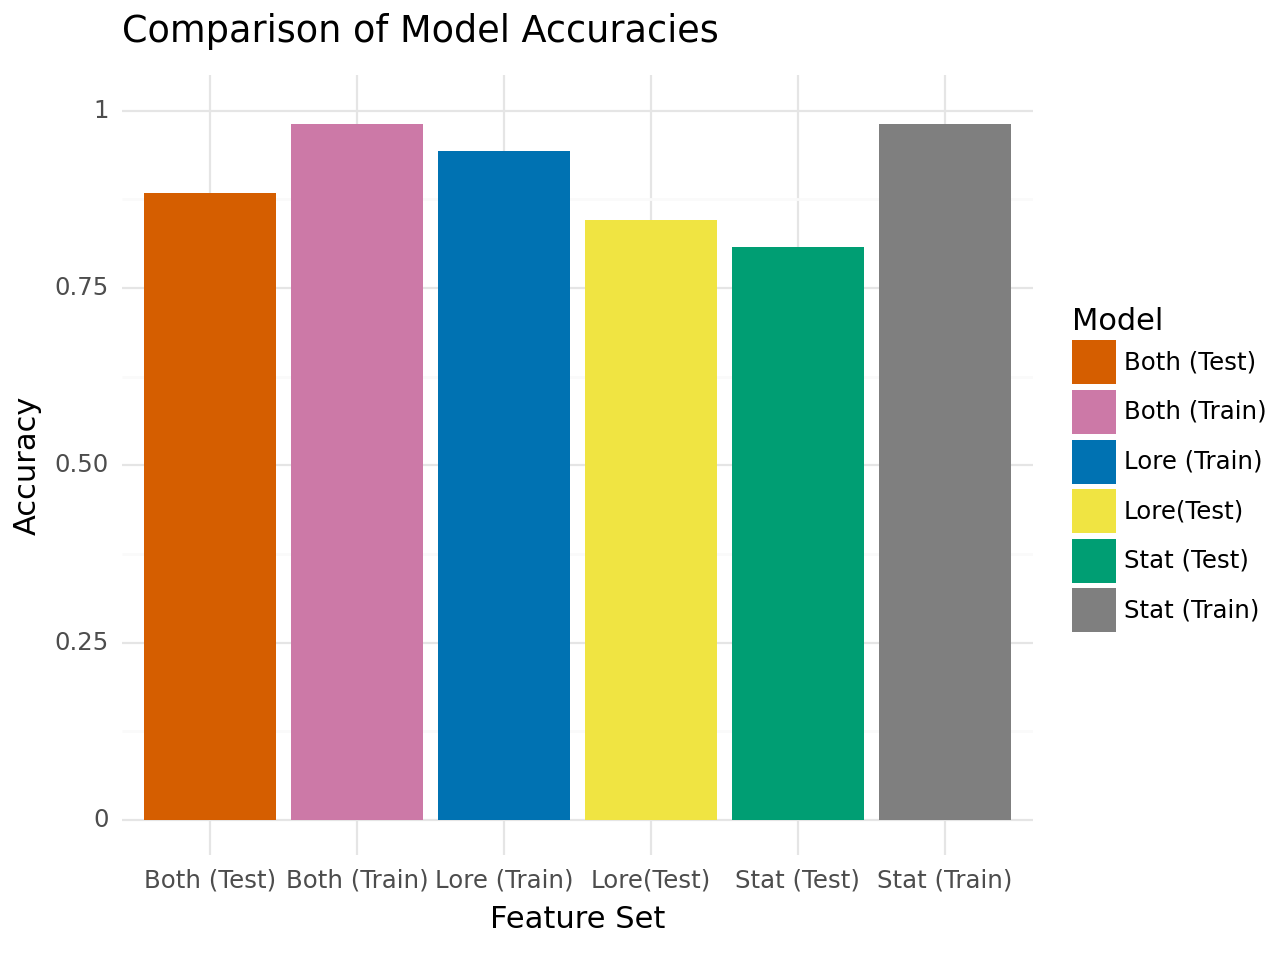 Comparison of Model Accuracies
1
0.75
0.50
0.25
0
Accuracy
Both (Test) Both (Train) Lore (Train) Lore(Test) Stat (Test) Stat (Train)
Feature Set
Model
Both (Test)
Both (Train)
Lore (Train)
Lore(Test)
Stat (Test)
Stat (Train)